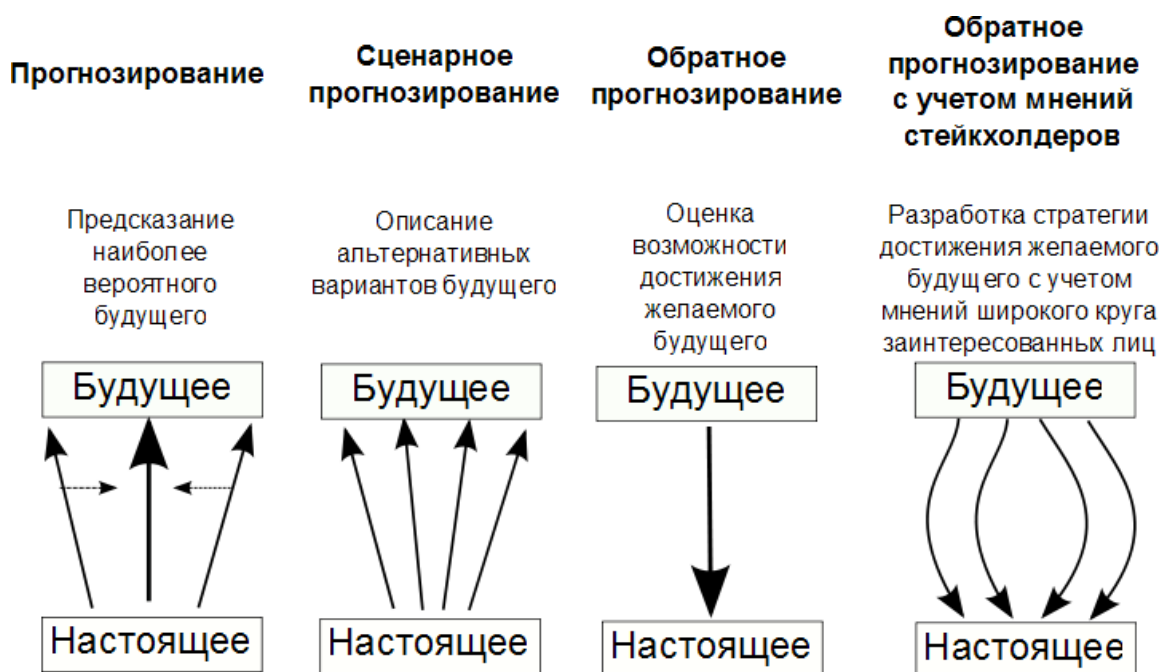 Прогнозирование
Сценарное
прогнозирование
Обратное
прогнозирование
Обратное
прогнозирование
с учетом мнений
стейкхолдеров
Предсказание
наиболее
вероятного
будущего
Описание
альтернативных
вариантов будущего
Оценка
возможности
достижения
желаемого
будущего
Разработка стратегии
достижения желаемого
будущего с учетом
мнений широкого круга
заинтересованных лиц
Будущее
Будущее
Будущее
Будущее
Настоящее
Настоящее
Настоящее
Настоящее